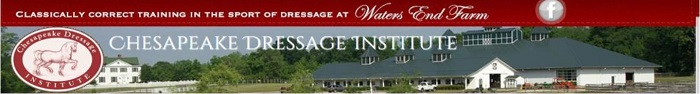 Classically correct training in the sport of dressage at Waters End Farm
f
Chesapeake Dressage Institute
Chesapeake Dressage
INSTITUTE